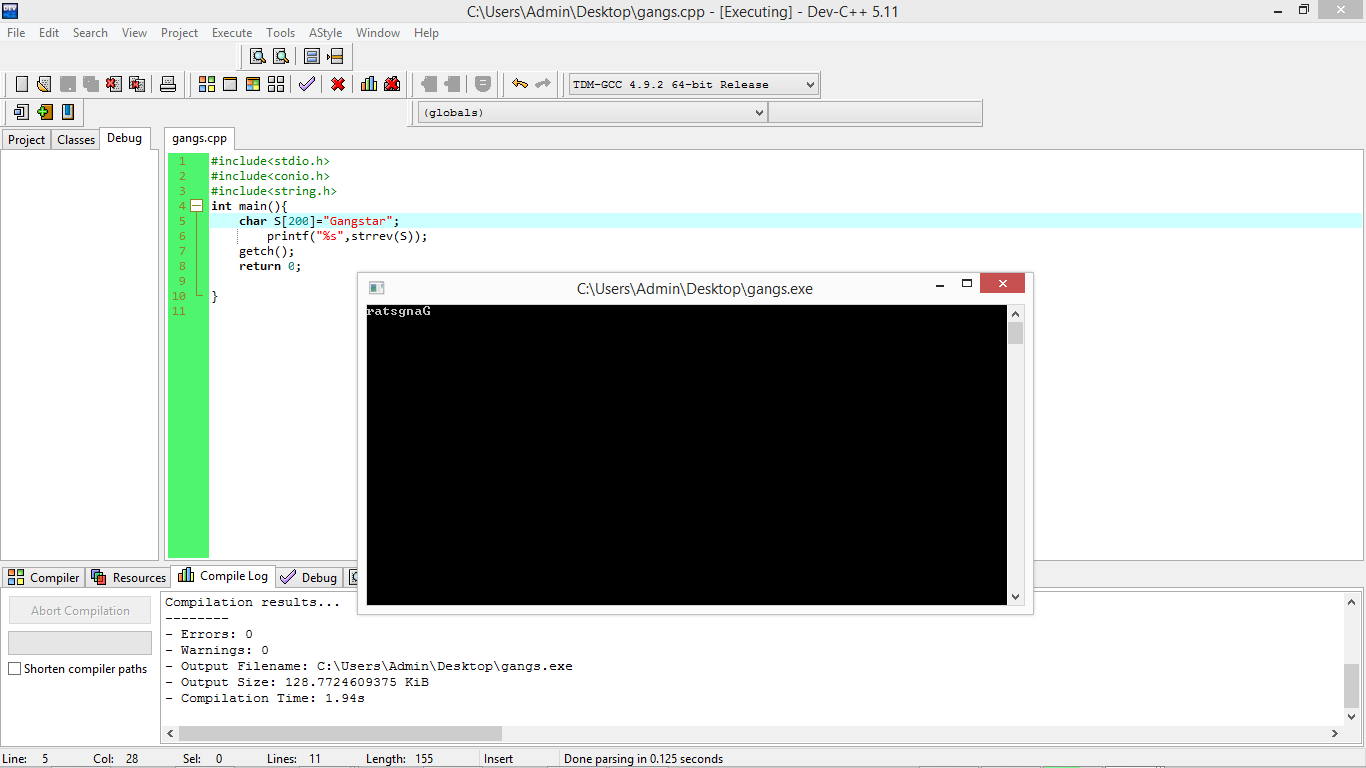 C:\Users\Admin\Desktop\gangs.cpp - [Executing] - Dev-C++ 5.11
File Edit Search View Project Execute Tools AStyle Window Help
TDM-GCC 4.9.2 64-bit Release
(globals)
Project Classes Debug
gangs.cpp
1 #include<stdio.h>
2 #include<conio.h>
3 #include<string.h>
4 int main(){
5 char S[200]="Gangstar";
6 printf("%s",strrev(S));
7 getch();
8 return 0;
9
10 }
11
C:\Users\Admin\Desktop\gangs.exe
ratsgnaG
Compiler Resources Compile Log Debug
Abort Compilation
Shorten compiler paths
Compilation results...
--------
- Errors: 0
- Warnings: 0
- Output Filename: C:\Users\Admin\Desktop\gangs.exe
- Output Size: 128.7724609375 KiB
- Compilation Time: 1.94s
Line: 5 Col: 28 Sel: 0 Lines: 11 Length: 155 Insert Done parsing in 0.125 seconds